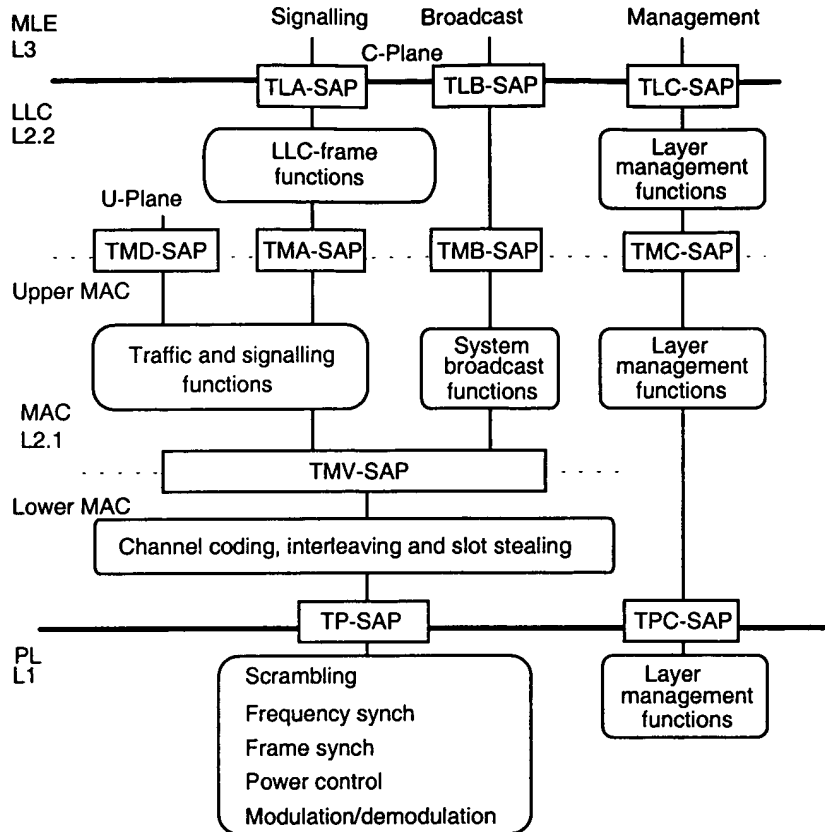 MLE
L3
Signalling
Broadcast
Management
C-Plane
TLA-SAP
TLB-SAP
TLC-SAP
LLC
L2.2
LLC-frame
functions
Layer
management
functions
U-Plane
TMD-SAP
TMA-SAP
TMB-SAP
TMC-SAP
Upper MAC
Traffic and signalling
functions
System
broadcast
functions
Layer
management
functions
MAC
L2.1
TMV-SAP
Lower MAC
Channel coding, interleaving and slot stealing
TP-SAP
TPC-SAP
PL
L1
Scrambling
Frequency synch
Frame synch
Power control
Modulation/demodulation
Layer
management
functions